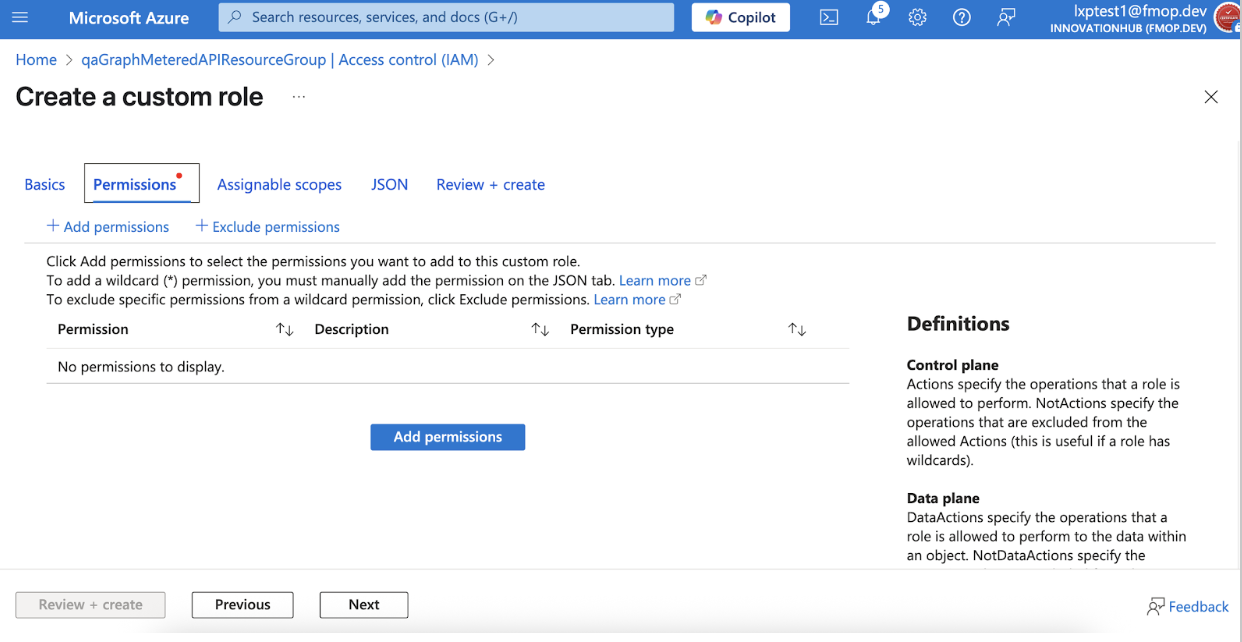 Microsoft Azure
Search resources, services, and docs (G+/)
Copilot
5
lxptest1@fmop.dev
INNOVATIONHUB (FMOP.DEV)
Home > qaGraphMeteredAPIResourceGroup | Access control (IAM) >
Create a custom role ...
Basics
Permissions
Assignable scopes
JSON
Review + create
+ Add permissions
+ Exclude permissions
Click Add permissions to select the permissions you want to add to this custom role.
To add a wildcard (*) permission, you must manually add the permission on the JSON tab. Learn more
To exclude specific permissions from a wildcard permission, click Exclude permissions. Learn more
Permission
Description
Permission type
No permissions to display.
Add permissions
Definitions
Control plane
Actions specify the operations that a role is
allowed to perform. NotActions specify the
operations that are excluded from the
allowed Actions (this is useful if a role has
wildcards).
Data plane
DataActions specify the operations that a
role is allowed to perform to the data within
an object. NotDataActions specify the
Review + create
Previous
Next
Feedback